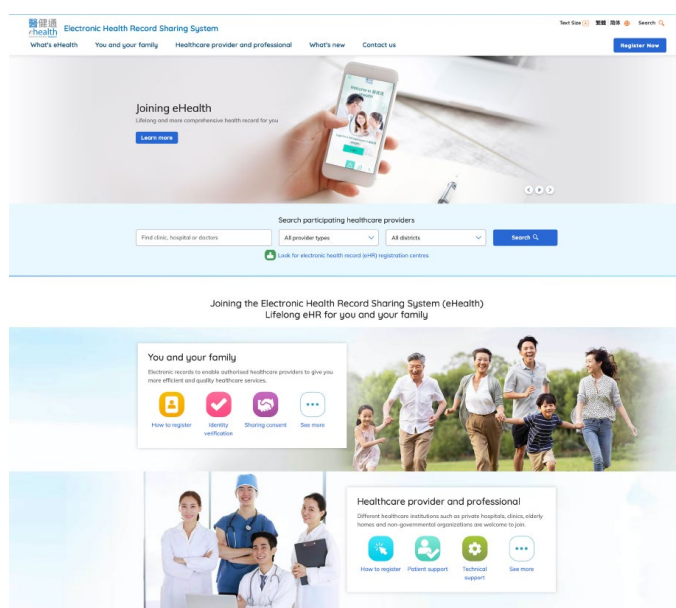 醫健通
eHealth
Electronic Health Record Sharing System
Text Size
繁體 简体
Search
What's eHealth
You and your family
Healthcare provider and professional
What's new
Contact us
Register Now
Joining eHealth
Lifelong and more comprehensive health record for you
Learn more
Welcome to 醫健通
eHealth
Search participating healthcare providers
Find clinic, hospital or doctors
All provider types
All districts
Search
Look for electronic health record (eHR) registration centres
Joining the Electronic Health Record Sharing System (eHealth)
Lifelong eHR for you and your family
You and your family
Electronic records to enable authorised healthcare providers to give you
more efficient and quality healthcare services.
How to register
Identity
verification
Sharing consent
See more
Healthcare provider and professional
Different healthcare institutions such as private hospitals, clinics, elderly
homes and non-governmental organizations are welcome to join.
How to register
Patient support
Technical
support
See more